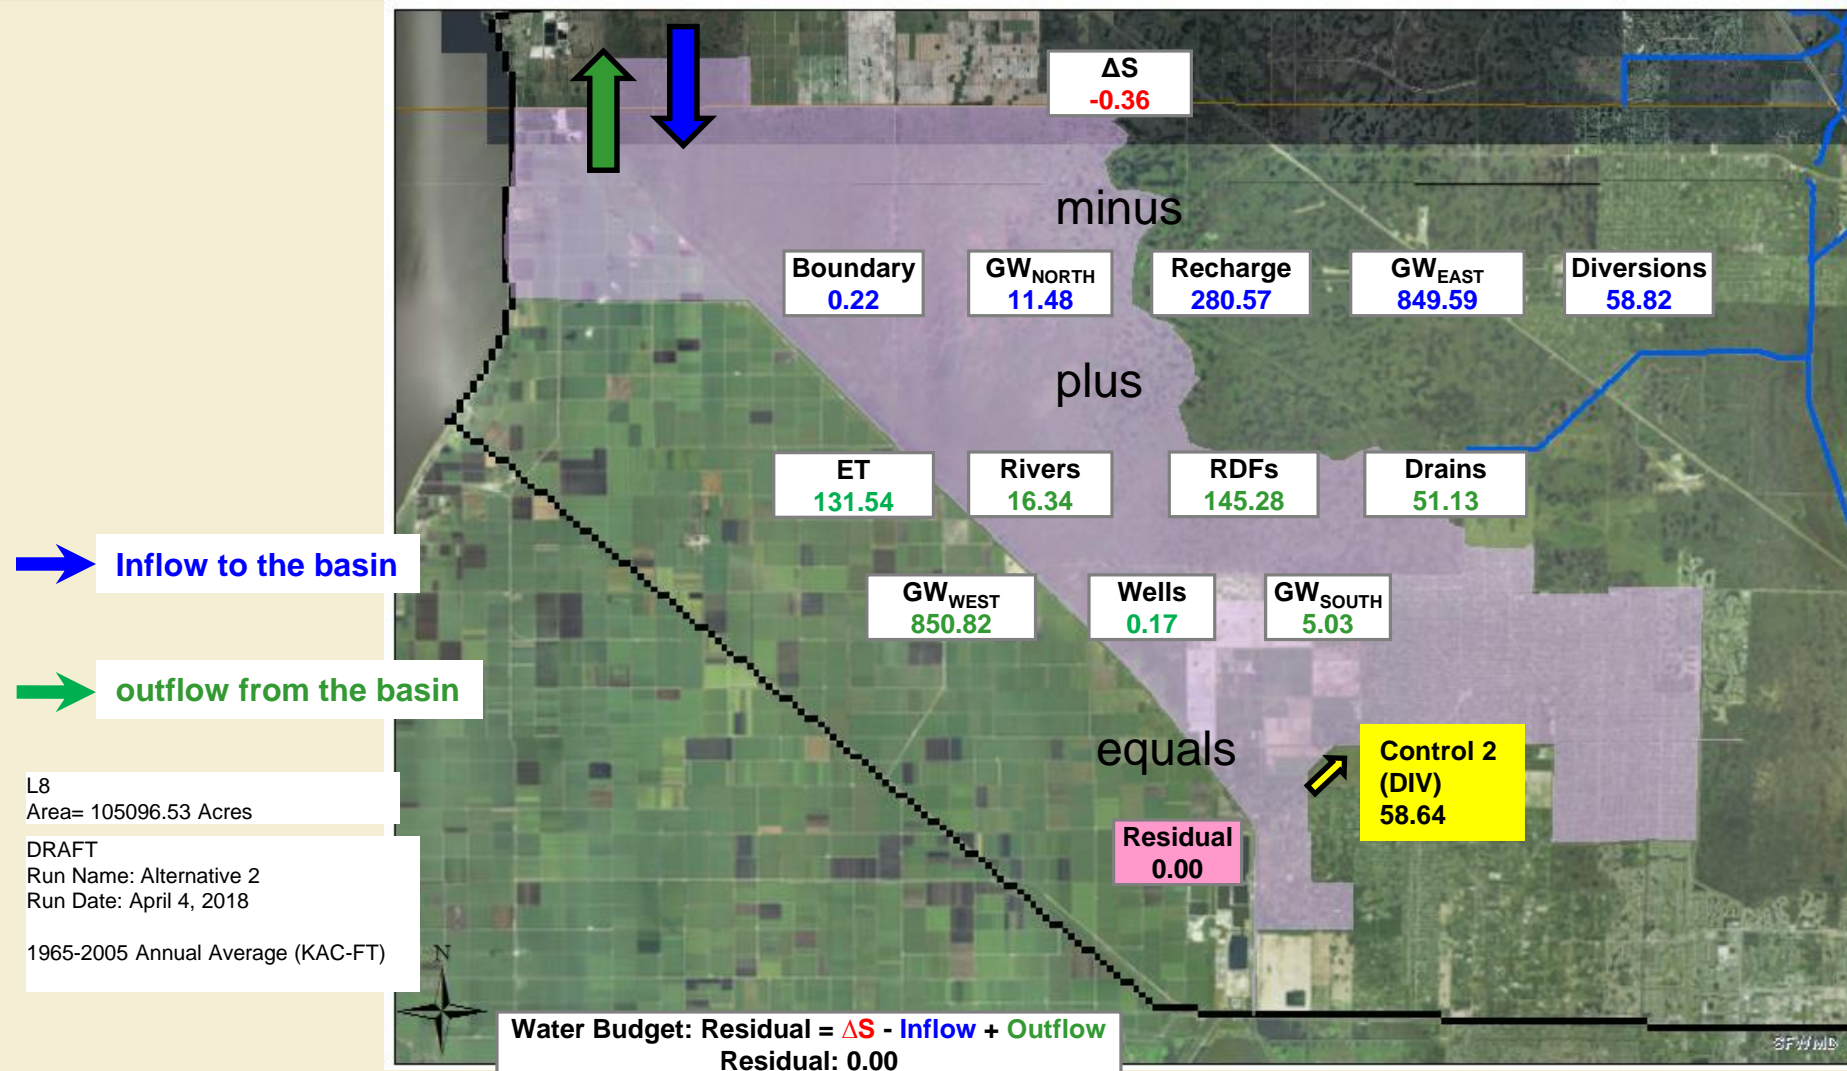 ΔS
-0.36
minus
Boundary
0.22
GW_NORTH
11.48
Recharge
280.57
GW_EAST
849.59
Diversions
58.82
plus
ET
131.54
Rivers
16.34
RDFs
145.28
Drains
51.13
Inflow to the basin
GW_WEST
850.82
Wells
0.17
GW_SOUTH
5.03
outflow from the basin
equals
Control 2
(DIV)
58.64
L8
Area= 105096.53 Acres
Residual
0.00
DRAFT
Run Name: Alternative 2
Run Date: April 4, 2018
1965-2005 Annual Average (KAC-FT)
N
Water Budget: Residual = ΔS - Inflow + Outflow
Residual: 0.00
SFWMD